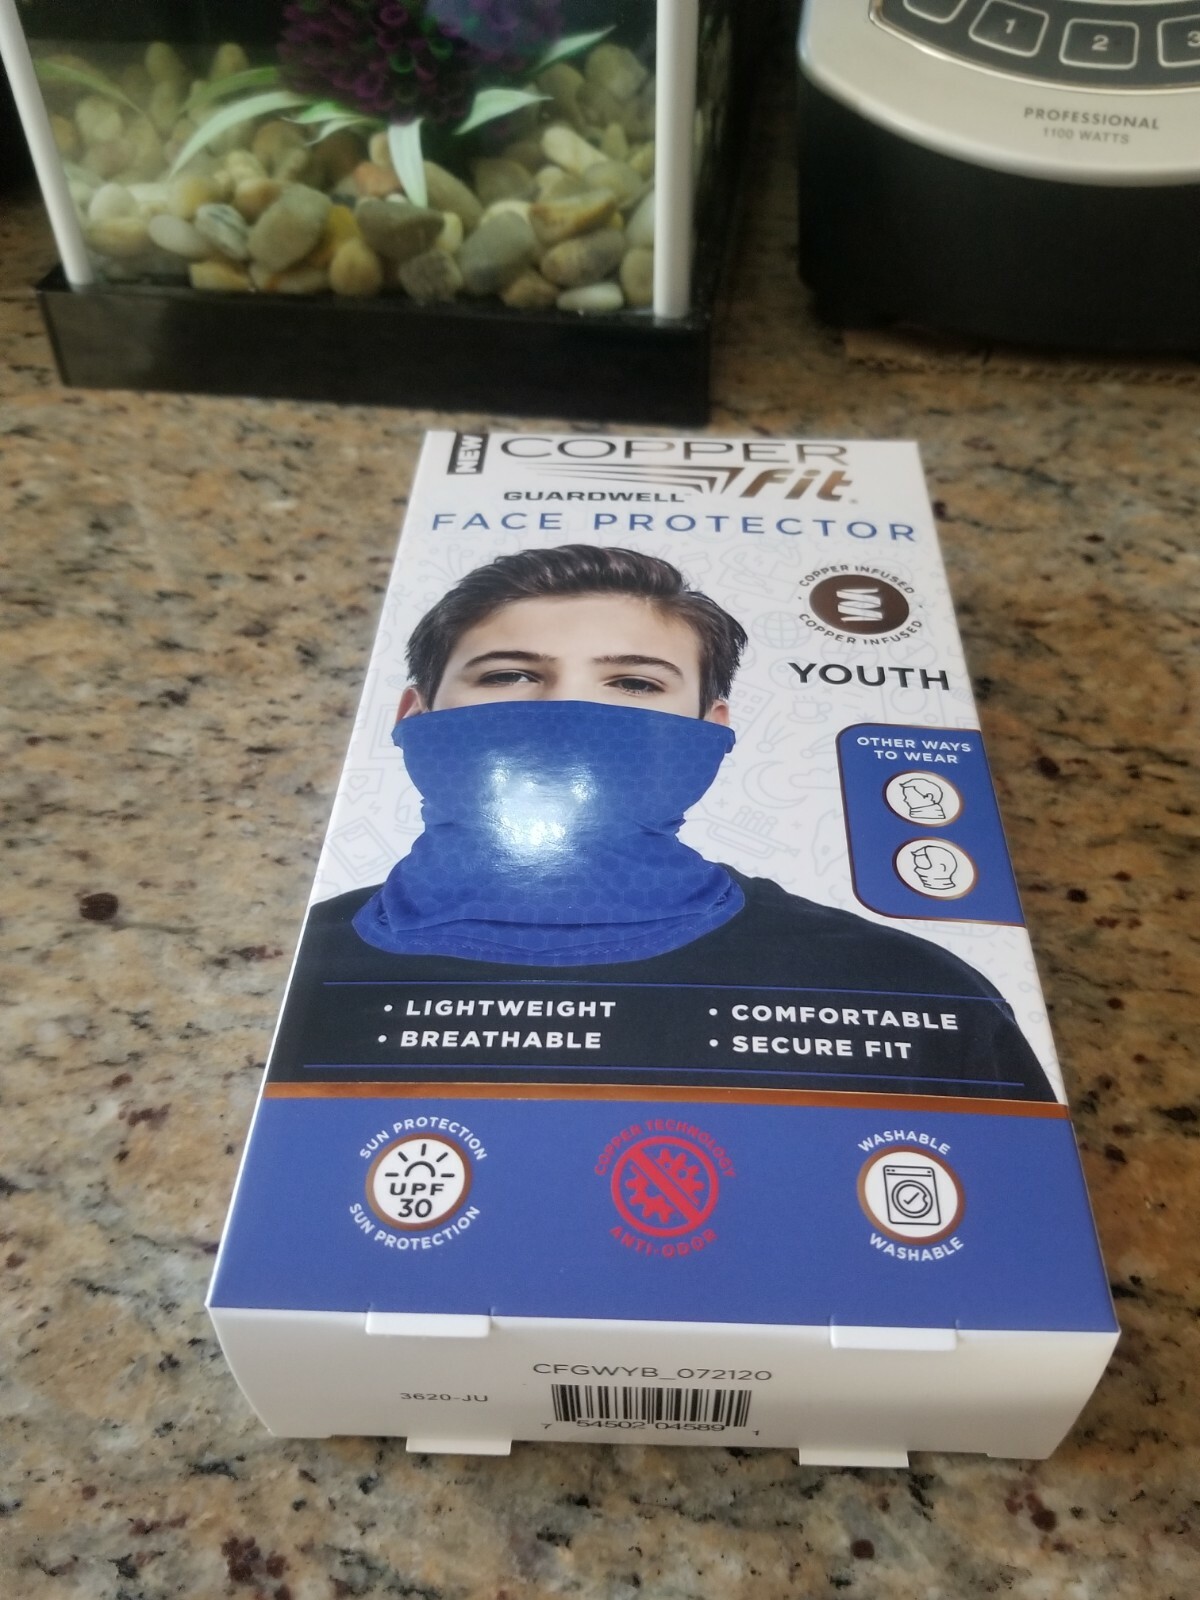 1
2
3
PROFESSIONAL
1100 WATTS
NEW
COPPER
Fit®
GUARDWELL™
FACE PROTECTOR
COPPER INFUSED
COPPER INFUSED
YOUTH
OTHER WAYS
TO WEAR
• LIGHTWEIGHT
• BREATHABLE
• COMFORTABLE
• SECURE FIT
SUN PROTECTION
UPF
30
SUN PROTECTION
COPPER TECHNOLOGY
ANTI-ODOR
WASHABLE
WASHABLE
CFGWYB_072120
3620-JU
7 54502 04589 1